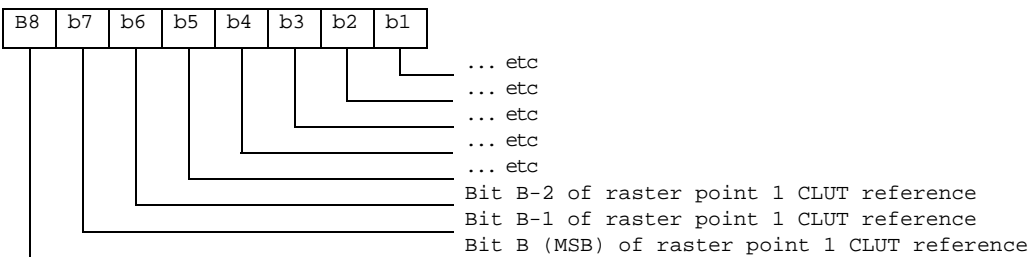 B8 b7 b6 b5 b4 b3 b2 b1
... etc
... etc
... etc
... etc
... etc
Bit B-2 of raster point 1 CLUT reference
Bit B-1 of raster point 1 CLUT reference
Bit B (MSB) of raster point 1 CLUT reference